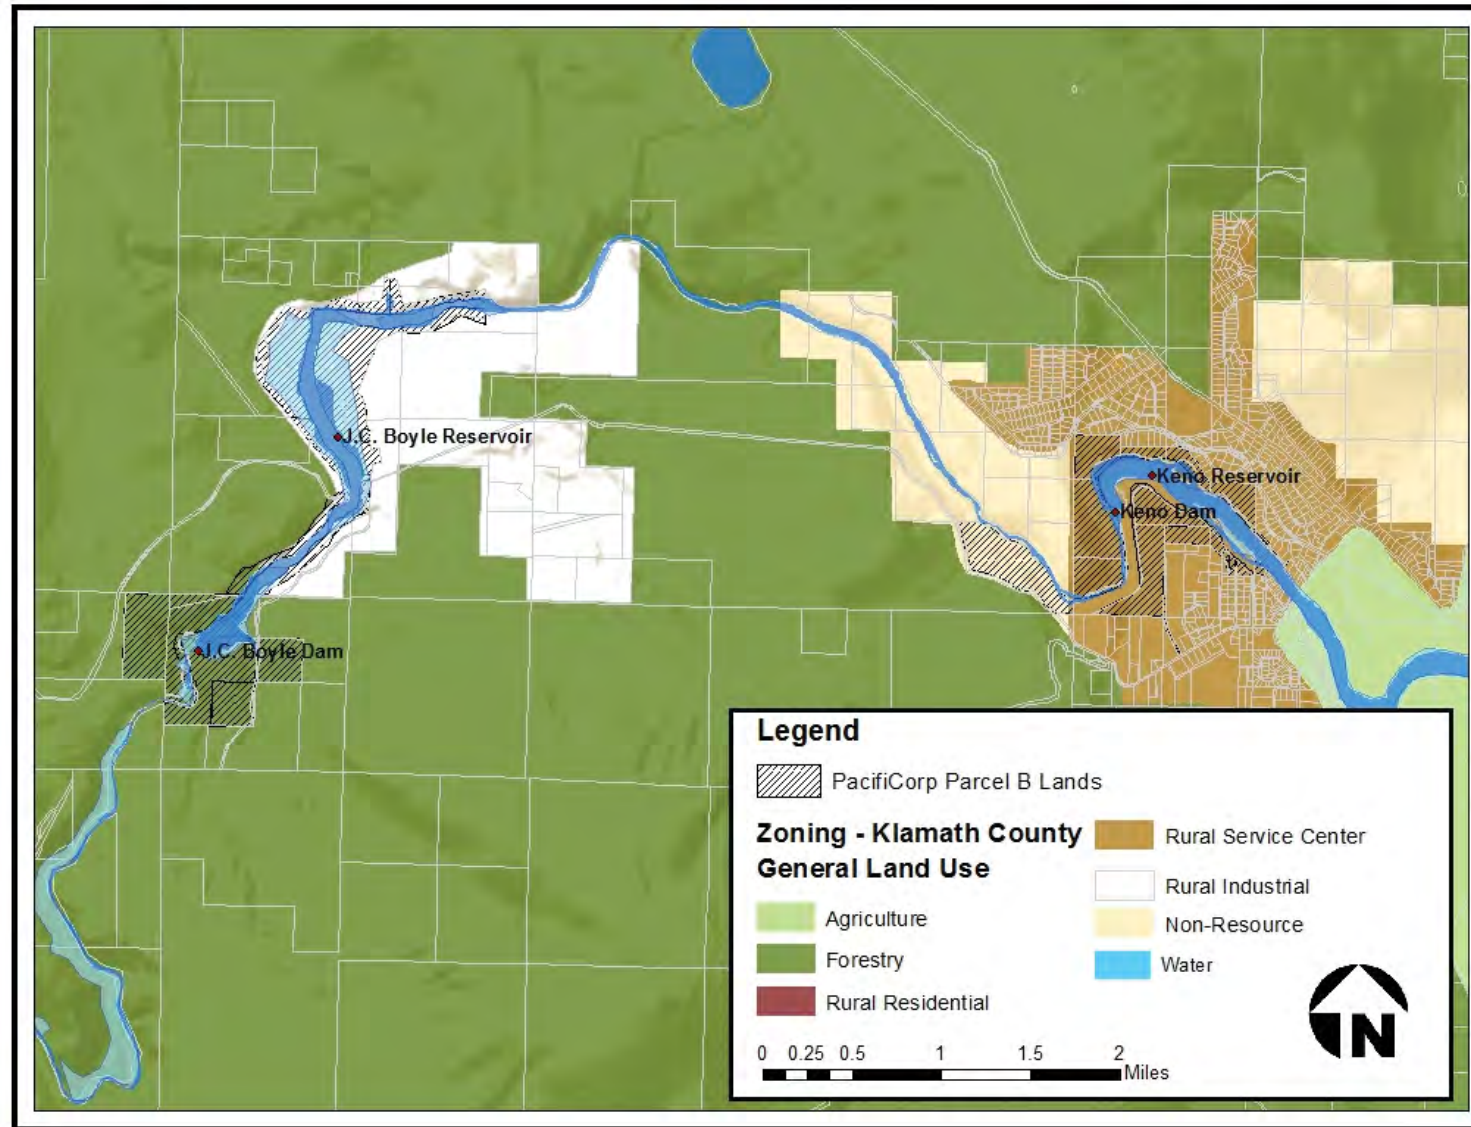 J.C. Boyle Reservoir
Keno Reservoir
Keno Dam
J.C. Boyle Dam
Legend
PacifiCorp Parcel B Lands
Zoning - Klamath County
General Land Use
Agriculture
Forestry
Rural Residential
Rural Service Center
Rural Industrial
Non-Resource
Water
0 0.25 0.5 1 1.5 2
Miles
N